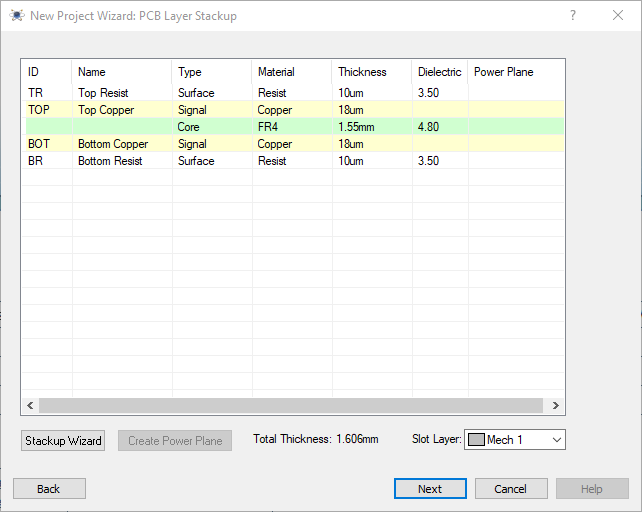 New Project Wizard: PCB Layer Stackup ?
ID Name Type Material Thickness Dielectric Power Plane
TR Top Resist Surface Resist 10um 3.50
TOP Top Copper Signal Copper 18um
Core FR4 1.55mm 4.80
BOT Bottom Copper Signal Copper 18um
BR Bottom Resist Surface Resist 10um 3.50
Stackup Wizard Create Power Plane Total Thickness: 1.606mm Slot Layer: Mech 1
Back Next Cancel Help